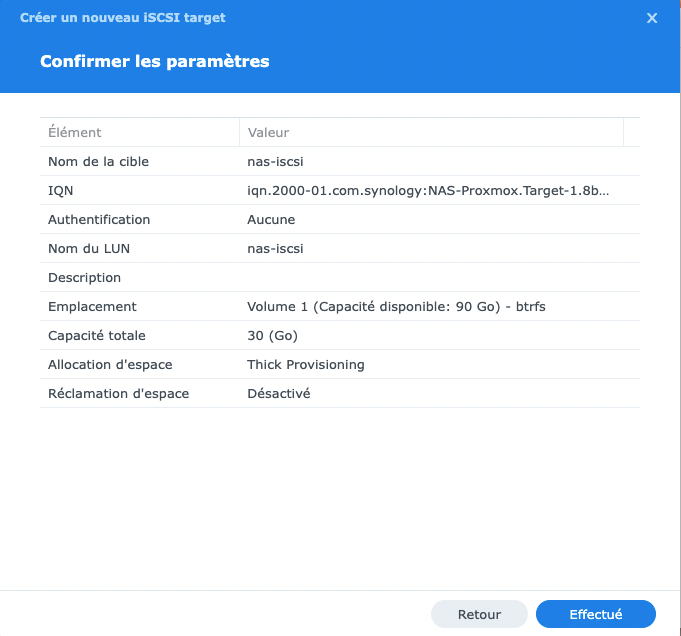 Créer un nouveau iSCSI target
Confirmer les paramètres
Élément Valeur
Nom de la cible nas-iscsi
IQN iqn.2000-01.com.synology:NAS-Proxmox.Target-1.8b...
Authentification Aucune
Nom du LUN nas-iscsi
Description
Emplacement Volume 1 (Capacité disponible: 90 Go) - btrfs
Capacité totale 30 (Go)
Allocation d'espace Thick Provisioning
Réclamation d'espace Désactivé
Retour Effectué